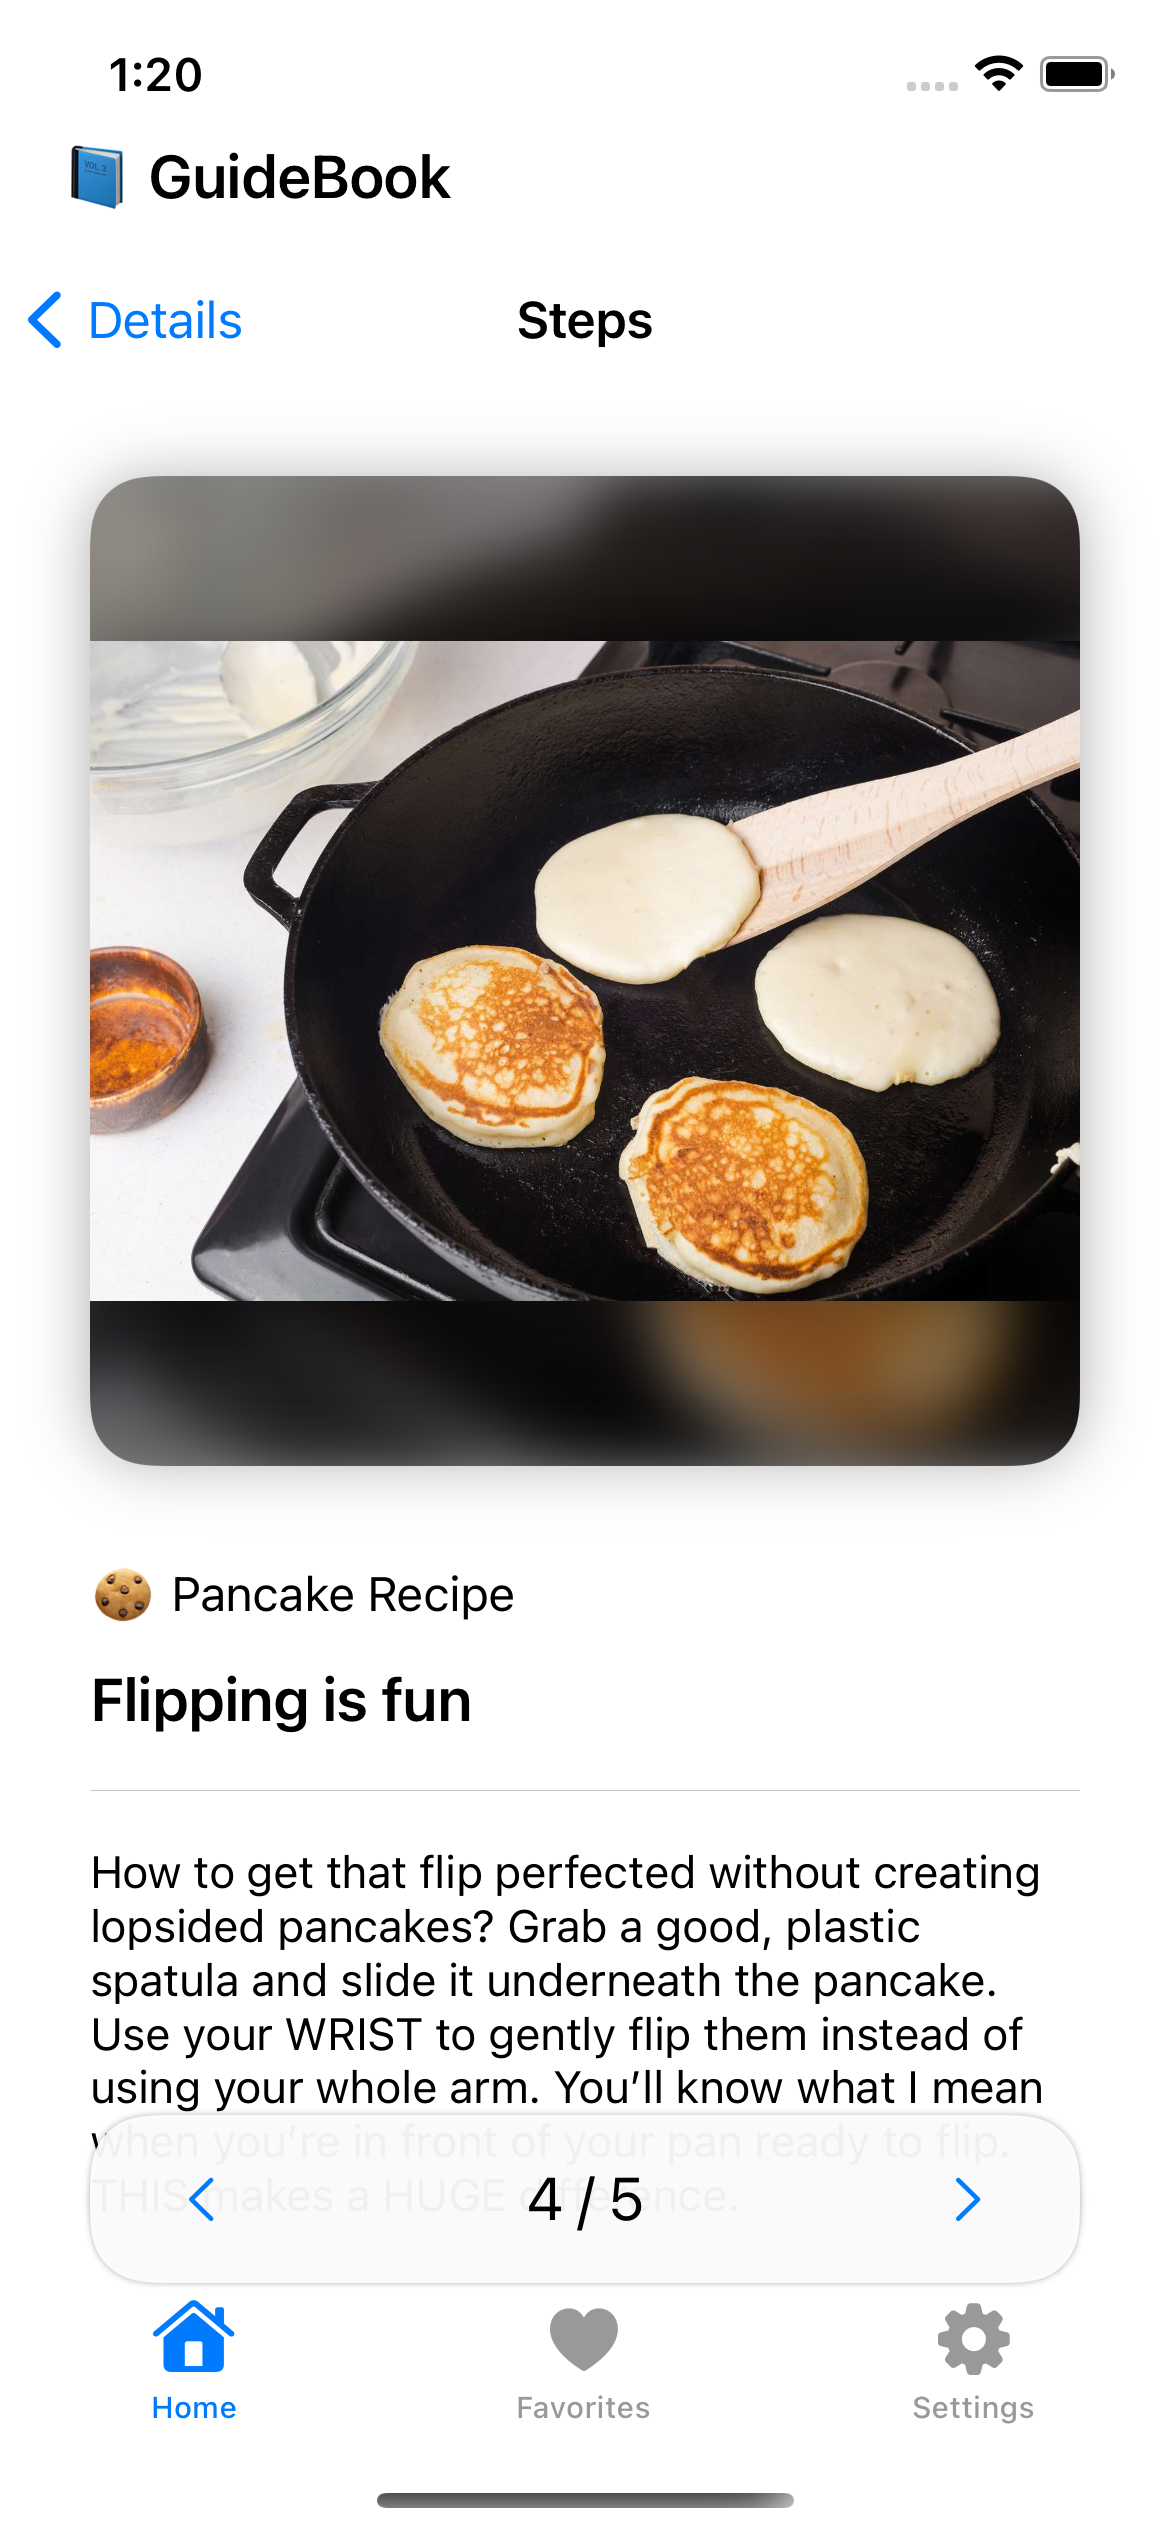 1:20
VOL. 3
GuideBook
Details
Steps
Pancake Recipe
Flipping is fun
How to get that flip perfected without creating
lopsided pancakes? Grab a good, plastic
spatula and slide it underneath the pancake.
Use your WRIST to gently flip them instead of
using your whole arm. You’ll know what I mean
when you’re in front of your pan ready to flip.
THIS makes a HUGE difference.
4 / 5
Home
Favorites
Settings